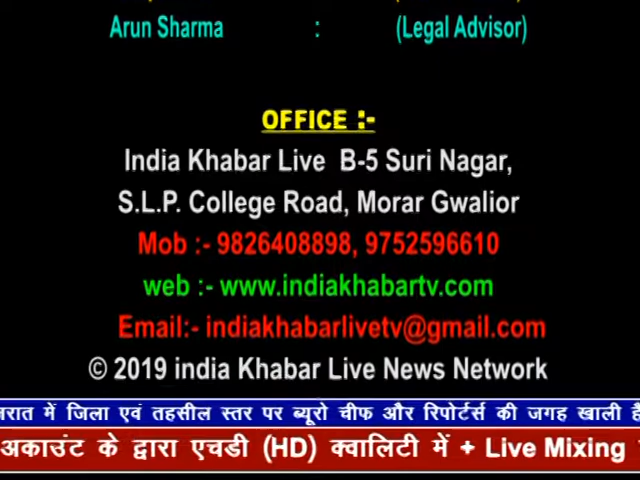 Arun Sharma : (Legal Advisor)
OFFICE :-
India Khabar Live B-5 Suri Nagar,
S.L.P. College Road, Morar Gwalior
Mob :- 9826408898, 9752596610
web :- www.indiakhabartv.com
Email:- indiakhabarlivetv@gmail.com
© 2019 india Khabar Live News Network
में जिला एवं तहसील स्तर पर ब्यूरो चीफ और रिपोर्टर्स की जगह खाली है
अकाउंट के द्वारा एचडी (HD) क्वालिटी में + Live Mixing